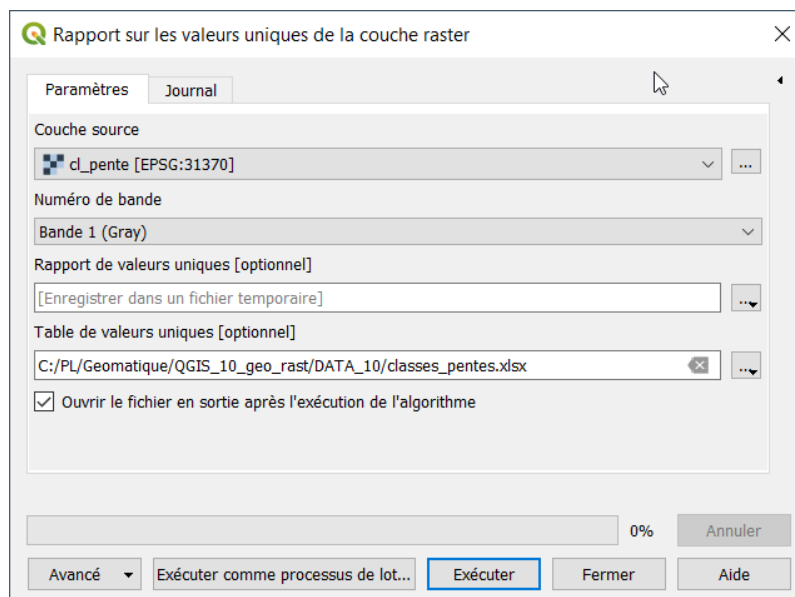 Rapport sur les valeurs uniques de la couche raster
Paramètres Journal
Couche source
cl_pente [EPSG:31370]
...
Numéro de bande
Bande 1 (Gray)
Rapport de valeurs uniques [optionnel]
[Enregistrer dans un fichier temporaire]
...
Table de valeurs uniques [optionnel]
C:/PL/Geomatique/QGIS_10_geo_rast/DATA_10/classes_pentes.xlsx
...
Ouvrir le fichier en sortie après l'exécution de l'algorithme
0% Annuler
Avancé Exécuter comme processus de lot... Exécuter Fermer Aide